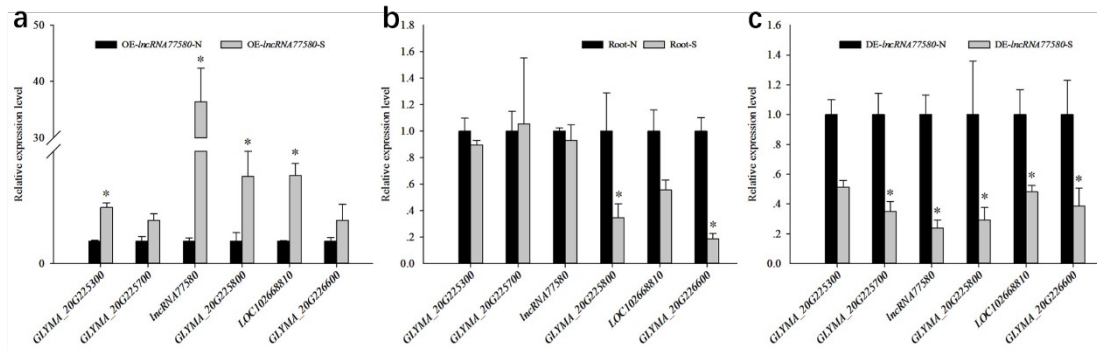 a
50
40
30
0
Relative expression level
OE-lncRNA77580-N
OE-lncRNA77580-S
*
*
*
*
GLYMA_20G225300
GLYMA_20G225700
lncRNA77580
GLYMA_20G225800
LOC102668810
GLYMA_20G226600
b
1.8
1.6
1.4
1.2
1.0
.8
.6
.4
.2
0.0
Relative expression level
Root-N
Root-S
*
*
GLYMA_20G225300
GLYMA_20G225700
lncRNA77580
GLYMA_20G225800
LOC102668810
GLYMA_20G226600
c
1.6
1.4
1.2
1.0
.8
.6
.4
.2
0.0
Relative expression level
DE-lncRNA77580-N
DE-lncRNA77580-S
*
*
*
*
*
GLYMA_20G225300
GLYMA_20G225700
lncRNA77580
GLYMA_20G225800
LOC102668810
GLYMA_20G226600